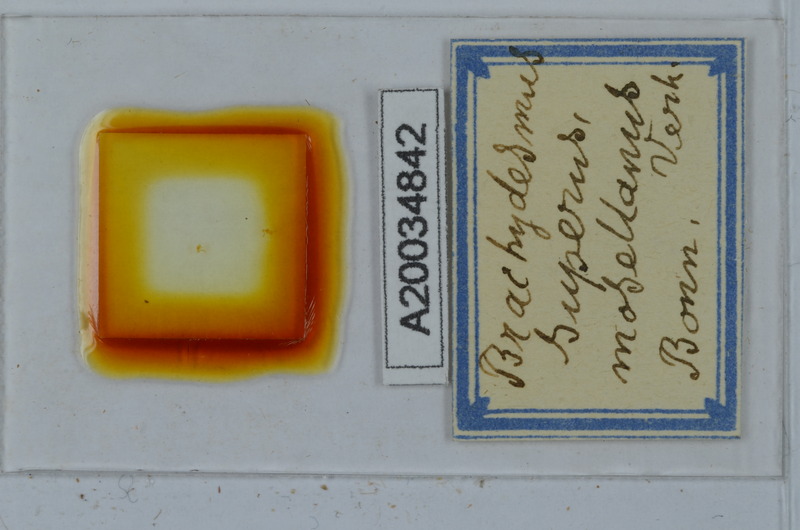 A20034842
Brachydesmus
superus,
mosellanus
Verh.
Bonn.